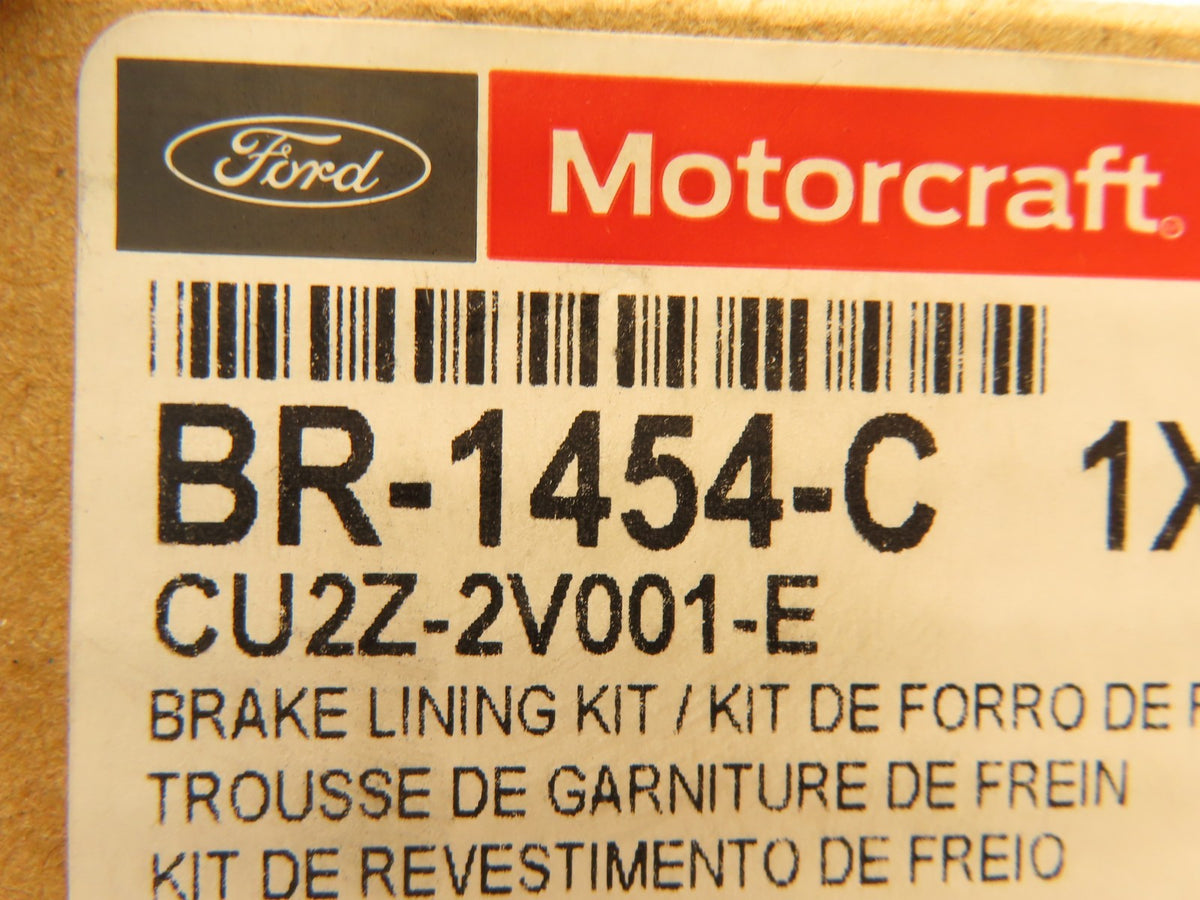 Ford
Motorcraft®
BR-1454-C 1X
CU2Z-2V001-E
BRAKE LINING KIT / KIT DE FORRO DE
TROUSSE DE GARNITURE DE FREIN
KIT DE REVESTIMENTO DE FREIO